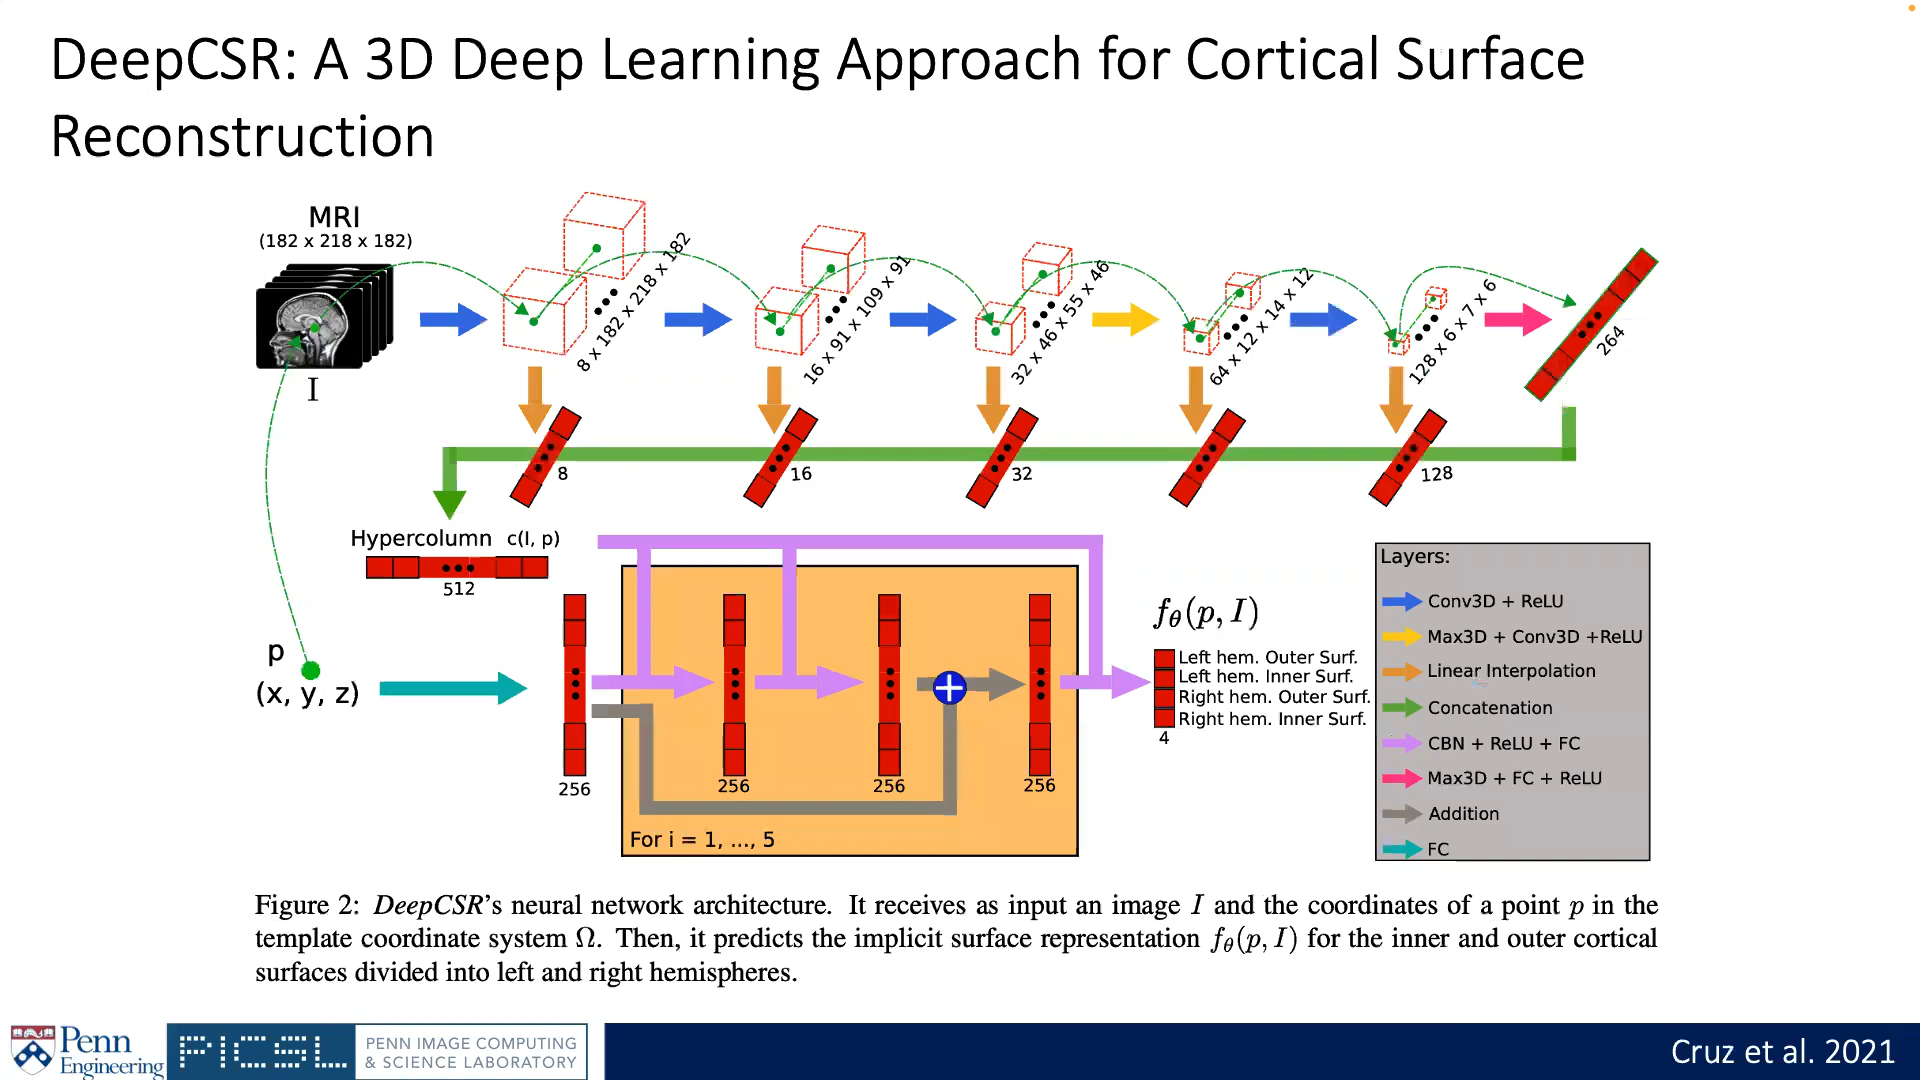 DeepCSR: A 3D Deep Learning Approach for Cortical Surface
Reconstruction
MRI
(182 x 218 x 182)
I
8 x 182 x 218 x 182
16 x 91 x 109 x 91
32 x 46 x 55 x 46
64 x 12 x 14 x 12
128 x 6 x 7 x 6
264
8
16
32
128
Hypercolumn c(I, p)
512
p
(x, y, z)
256
256
256
256
For i = 1, ..., 5
fθ(p, I)
Left hem. Outer Surf.
Left hem. Inner Surf.
Right hem. Outer Surf.
Right hem. Inner Surf.
4
Layers:
Conv3D + ReLU
Max3D + Conv3D +ReLU
Linear Interpolation
Concatenation
CBN + ReLU + FC
Max3D + FC + ReLU
Addition
FC
Figure 2: DeepCSR's neural network architecture. It receives as input an image I and the coordinates of a point p in the
template coordinate system Ω. Then, it predicts the implicit surface representation fθ(p, I) for the inner and outer cortical
surfaces divided into left and right hemispheres.
Penn
Engineering
PICSL
PENN IMAGE COMPUTING
& SCIENCE LABORATORY
Cruz et al. 2021